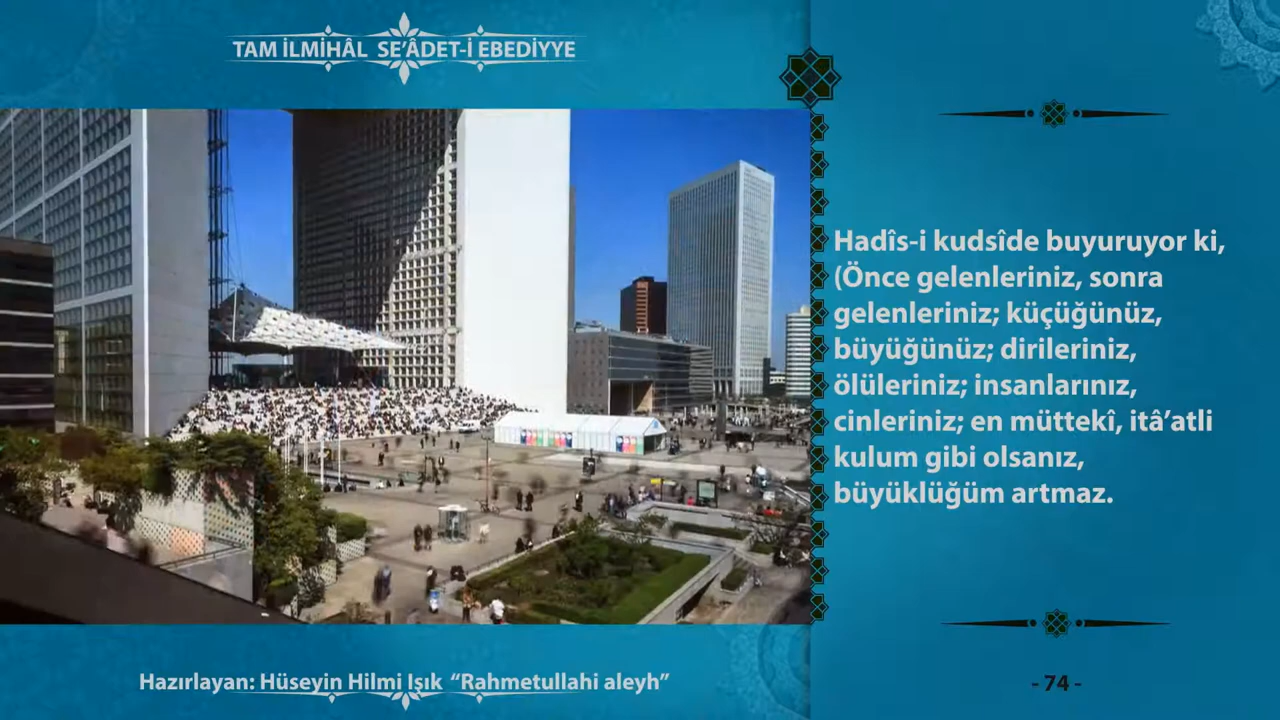 TAM İLMİHÂL SE’ÂDET-İ EBEDİYYE
Hadîs-i kudsîde buyuruyor ki,
(Önce gelenleriniz, sonra
gelenleriniz; küçüğünüz,
büyüğünüz; dirileriniz,
ölüleriniz; insanlarınız,
cinleriniz; en müttekî, itâ’atli
kulum gibi olsanız,
büyüklüğüm artmaz.
Hazırlayan: Hüseyin Hilmi Işık “Rahmetullahi aleyh”
- 74 -